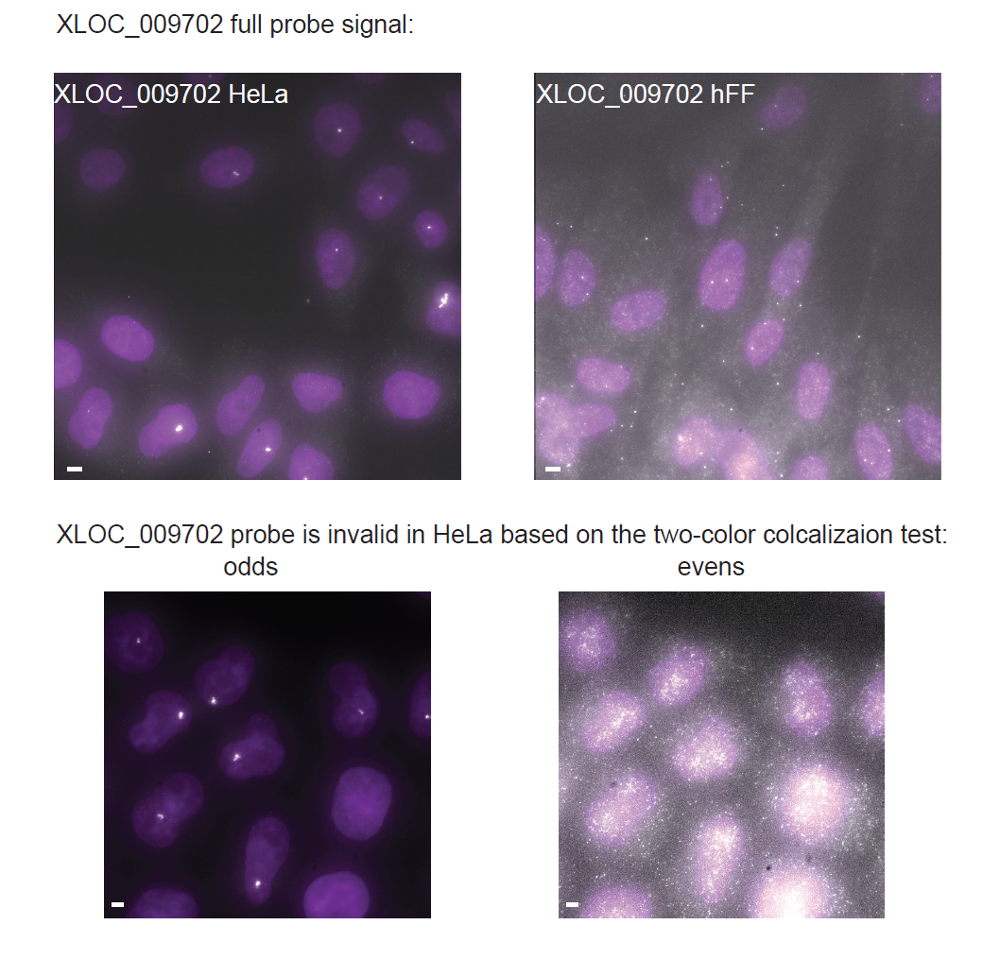 XLOC_009702 full probe signal:
XLOC_009702 HeLa
XLOC_009702 hFF
XLOC_009702 probe is invalid in HeLa based on the two-color colcalizaion test:
odds
evens